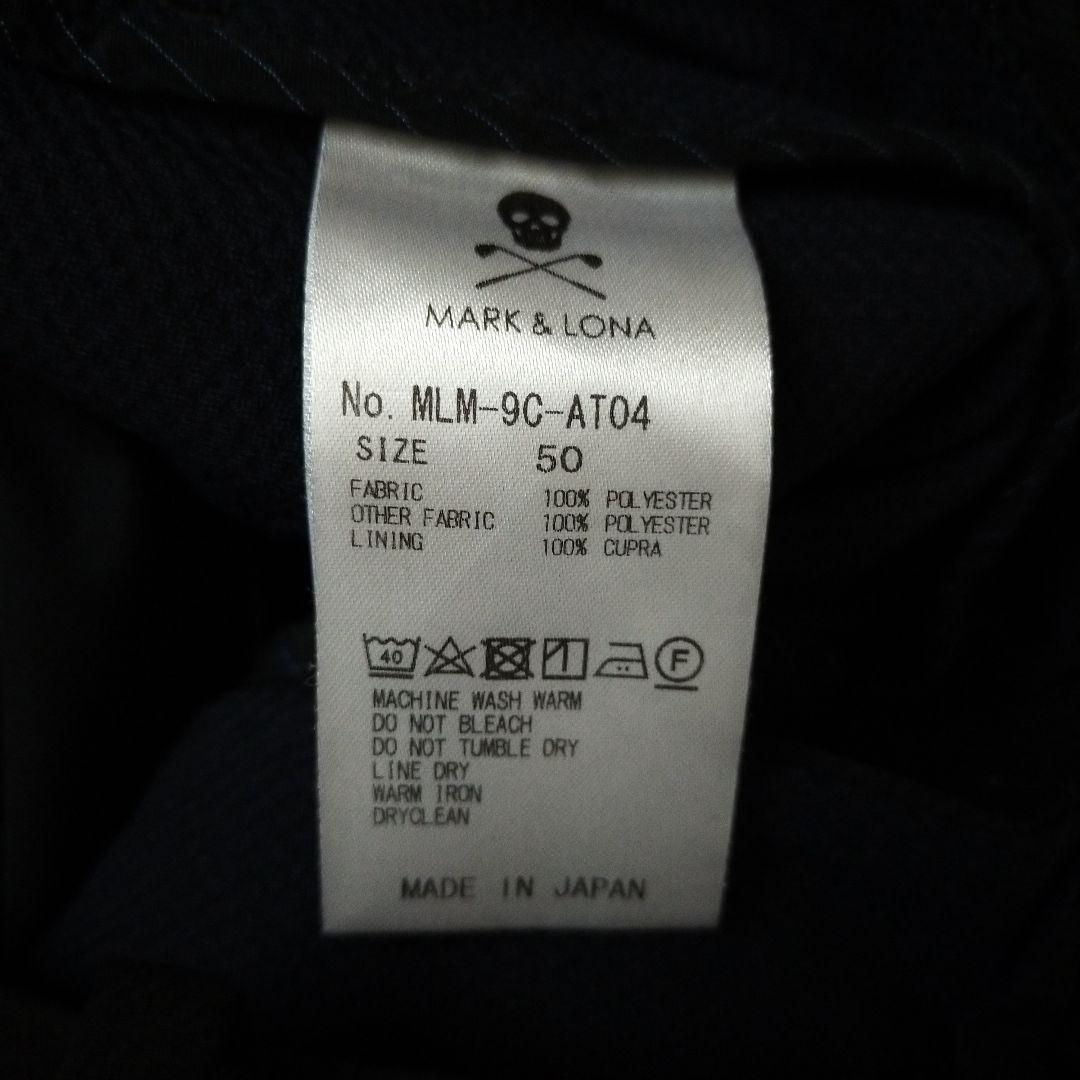 MARK & LONA
No. MLM-9C-AT04
SIZE 50
FABRIC 100% POLYESTER
OTHER FABRIC 100% POLYESTER
LINING 100% CUPRA
40 F
MACHINE WASH WARM
DO NOT BLEACH
DO NOT TUMBLE DRY
LINE DRY
WARM IRON
DRYCLEAN
MADE IN JAPAN